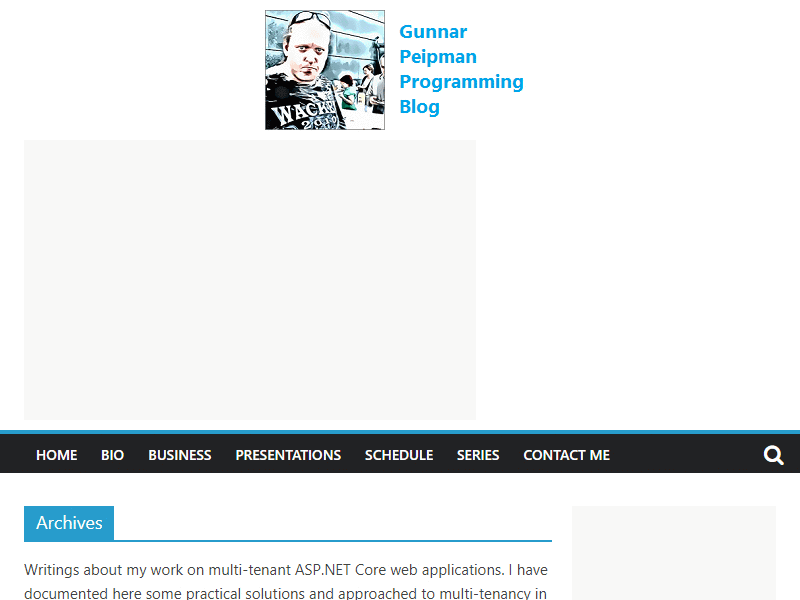 Gunnar
Peipman
Programming
Blog
WACKEN
HOME BIO BUSINESS PRESENTATIONS SCHEDULE SERIES CONTACT ME
Archives
Writings about my work on multi-tenant ASP.NET Core web applications. I have
documented here some practical solutions and approached to multi-tenancy in